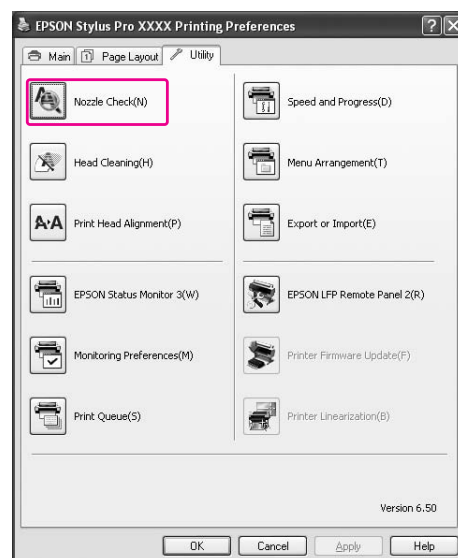 EPSON Stylus Pro XXXX Printing Preferences
Main Page Layout Utility
Nozzle Check(N)
Speed and Progress(D)
Head Cleaning(H)
Menu Arrangement(T)
Print Head Alignment(P)
Export or Import(E)
EPSON Status Monitor 3(W)
EPSON LFP Remote Panel 2(R)
Monitoring Preferences(M)
Printer Firmware Update(F)
Print Queue(S)
Printer Linearization(B)
Version 6.50
OK Cancel Apply Help